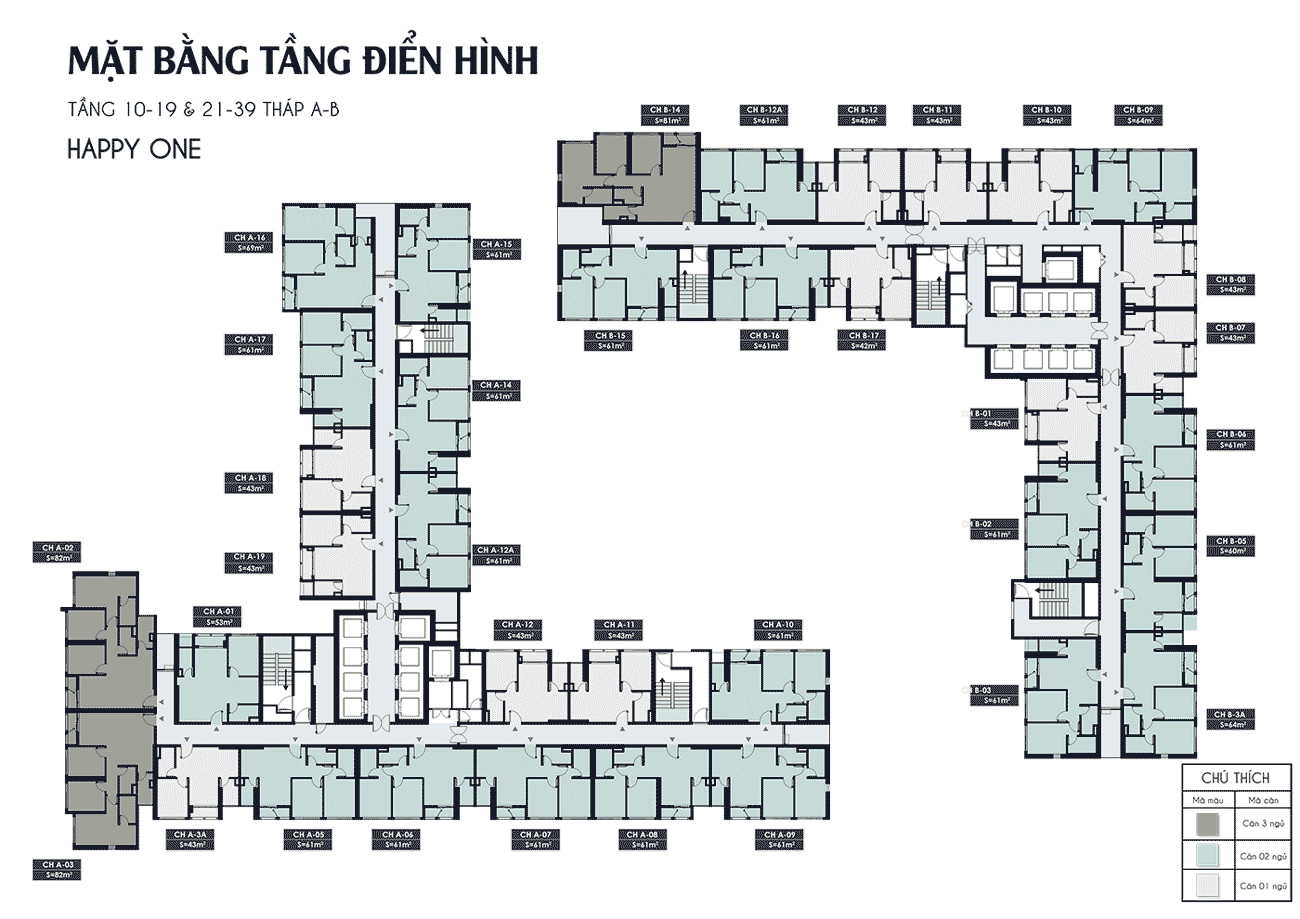 MẶT BẰNG TẦNG ĐIỂN HÌNH
TẦNG 10-19 & 21-39 THÁP A-B
HAPPY ONE
CH B-14
S=81m²
CH B-12A
S=61m²
CH B-12
S=43m²
CH B-11
S=43m²
CH B-10
S=43m²
CH B-09
S=64m²
CH A-16
S=69m²
CH A-15
S=61m²
CH B-08
S=43m²
CH A-17
S=61m²
CH B-15
S=61m²
CH B-16
S=61m²
CH B-17
S=42m²
CH B-07
S=43m²
CH A-14
S=61m²
H B-01
S=43m²
CH B-06
S=61m²
CH A-18
S=43m²
H B-02
S=61m²
CH A-02
S=82m²
CH A-19
S=43m²
CH A-12A
S=61m²
CH B-05
S=60m²
CH A-01
S=53m²
CH A-12
S=43m²
CH A-11
S=43m²
CH A-10
S=61m²
H B-03
S=61m²
CH B-3A
S=64m²
CH A-3A
S=43m²
CH A-05
S=61m²
CH A-06
S=61m²
CH A-07
S=61m²
CH A-08
S=61m²
CH A-09
S=61m²
CH A-03
S=82m²
CHÚ THÍCH
Mã màu
Mã căn
Căn 3 ngủ
Căn 02 ngủ
Căn 01 ngủ